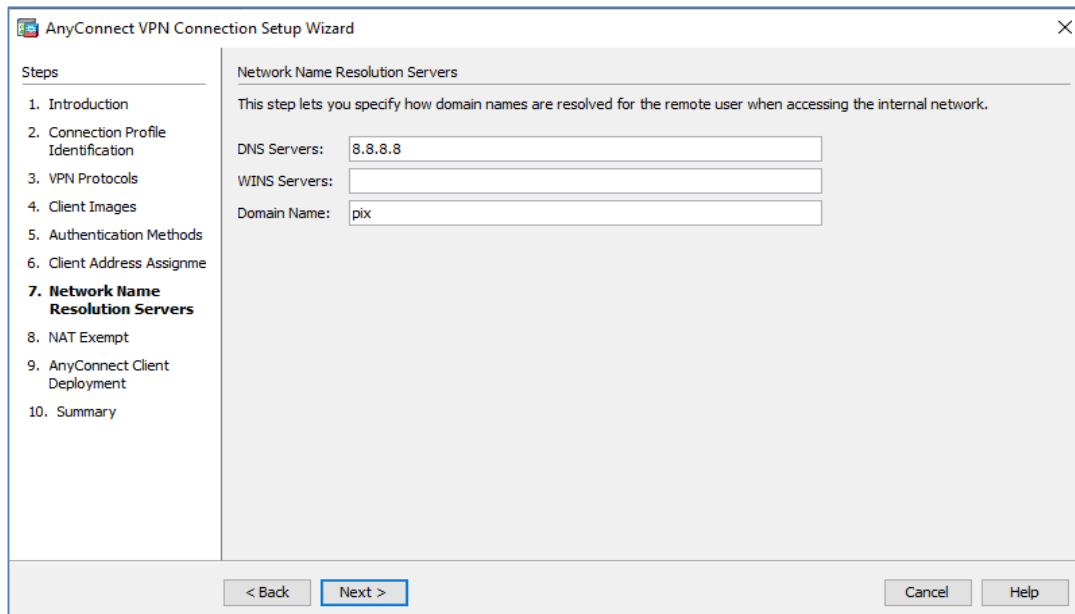 AnyConnect VPN Connection Setup Wizard
Steps
1. Introduction
2. Connection Profile
Identification
3. VPN Protocols
4. Client Images
5. Authentication Methods
6. Client Address Assignme
7. Network Name
Resolution Servers
8. NAT Exempt
9. AnyConnect Client
Deployment
10. Summary
Network Name Resolution Servers
This step lets you specify how domain names are resolved for the remote user when accessing the internal network.
DNS Servers: 8.8.8.8
WINS Servers:
Domain Name: pix
< Back Next > Cancel Help